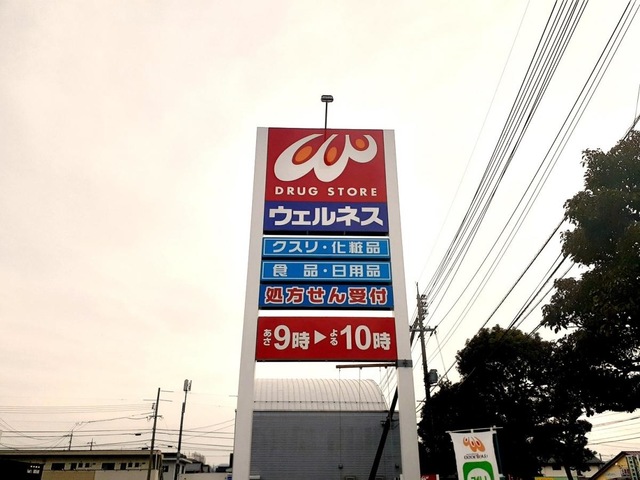 DRUG STORE
ウェルネス
クスリ・化粧品
食品・日用品
処方せん受付
あさ9時▶よる10時